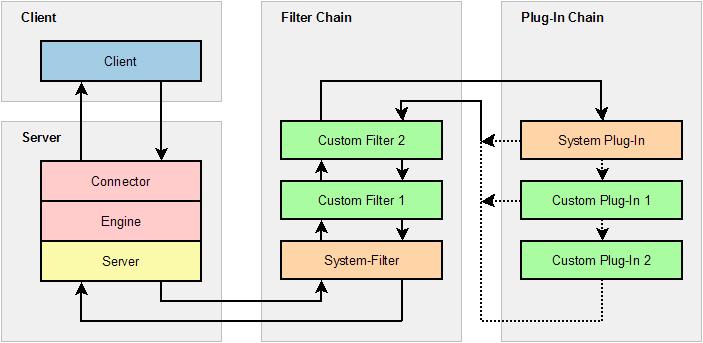 Client
Client
Server
Connector
Engine
Server
Filter Chain
Custom Filter 2
Custom Filter 1
System-Filter
Plug-In Chain
System Plug-In
Custom Plug-In 1
Custom Plug-In 2